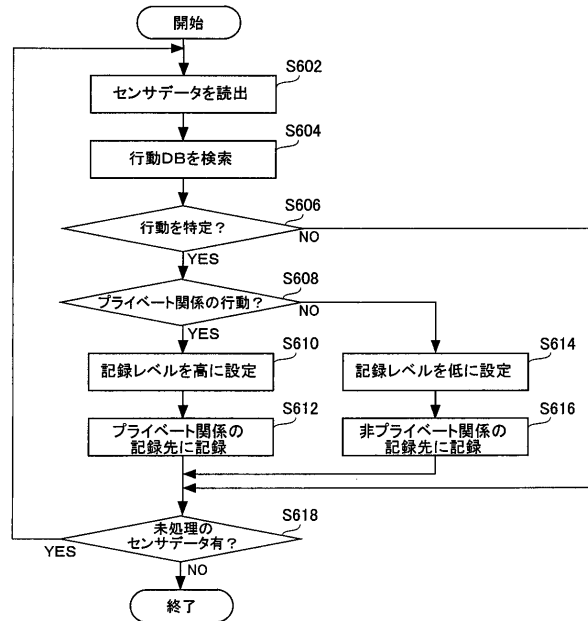 開始
S602
センサデータを読出
S604
行動DBを検索
S606
行動を特定？
NO
YES
S608
プライベート関係の行動？
NO
YES
S610
記録レベルを高に設定
S614
記録レベルを低に設定
S612
プライベート関係の
記録先に記録
S616
非プライベート関係の
記録先に記録
S618
未処理の
センサデータ有？
YES
NO
終了